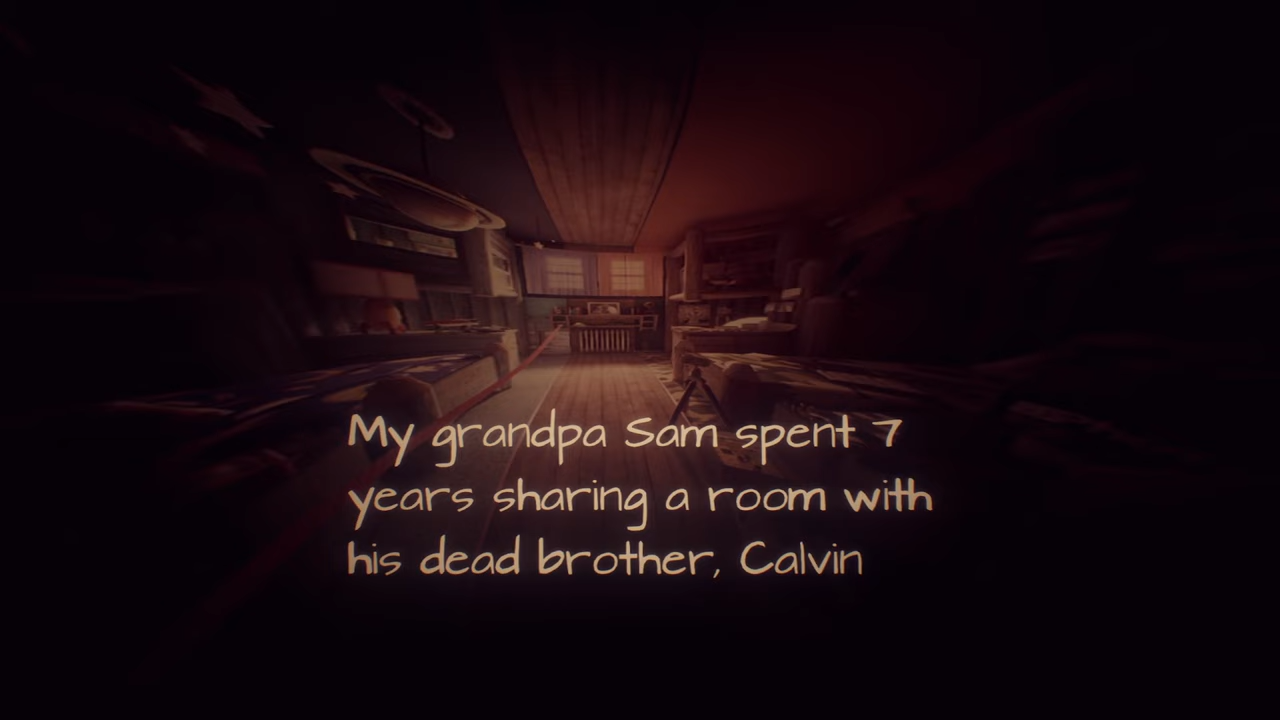 My grandpa Sam spent 7
years sharing a room with
his dead brother, Calvin